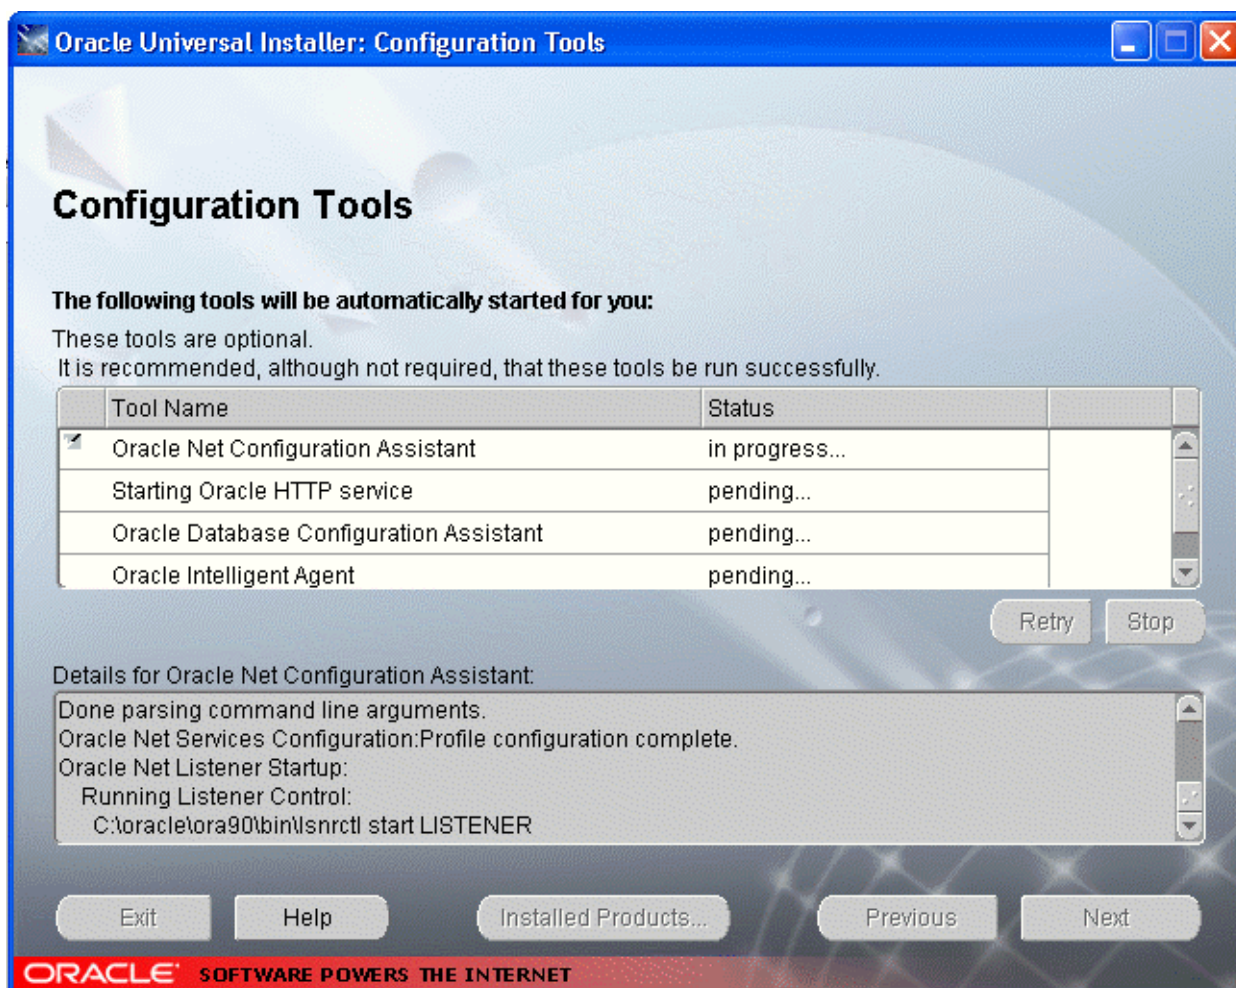 Oracle Universal Installer: Configuration Tools
Configuration Tools
The following tools will be automatically started for you:
These tools are optional.
It is recommended, although not required, that these tools be run successfully.
Tool Name Status
Oracle Net Configuration Assistant in progress...
Starting Oracle HTTP service pending...
Oracle Database Configuration Assistant pending...
Oracle Intelligent Agent pending...
Retry Stop
Details for Oracle Net Configuration Assistant:
Done parsing command line arguments.
Oracle Net Services Configuration:Profile configuration complete.
Oracle Net Listener Startup:
Running Listener Control:
C:\oracle\ora90\bin\lsnrctl start LISTENER
Exit Help Installed Products... Previous Next
ORACLE SOFTWARE POWERS THE INTERNET